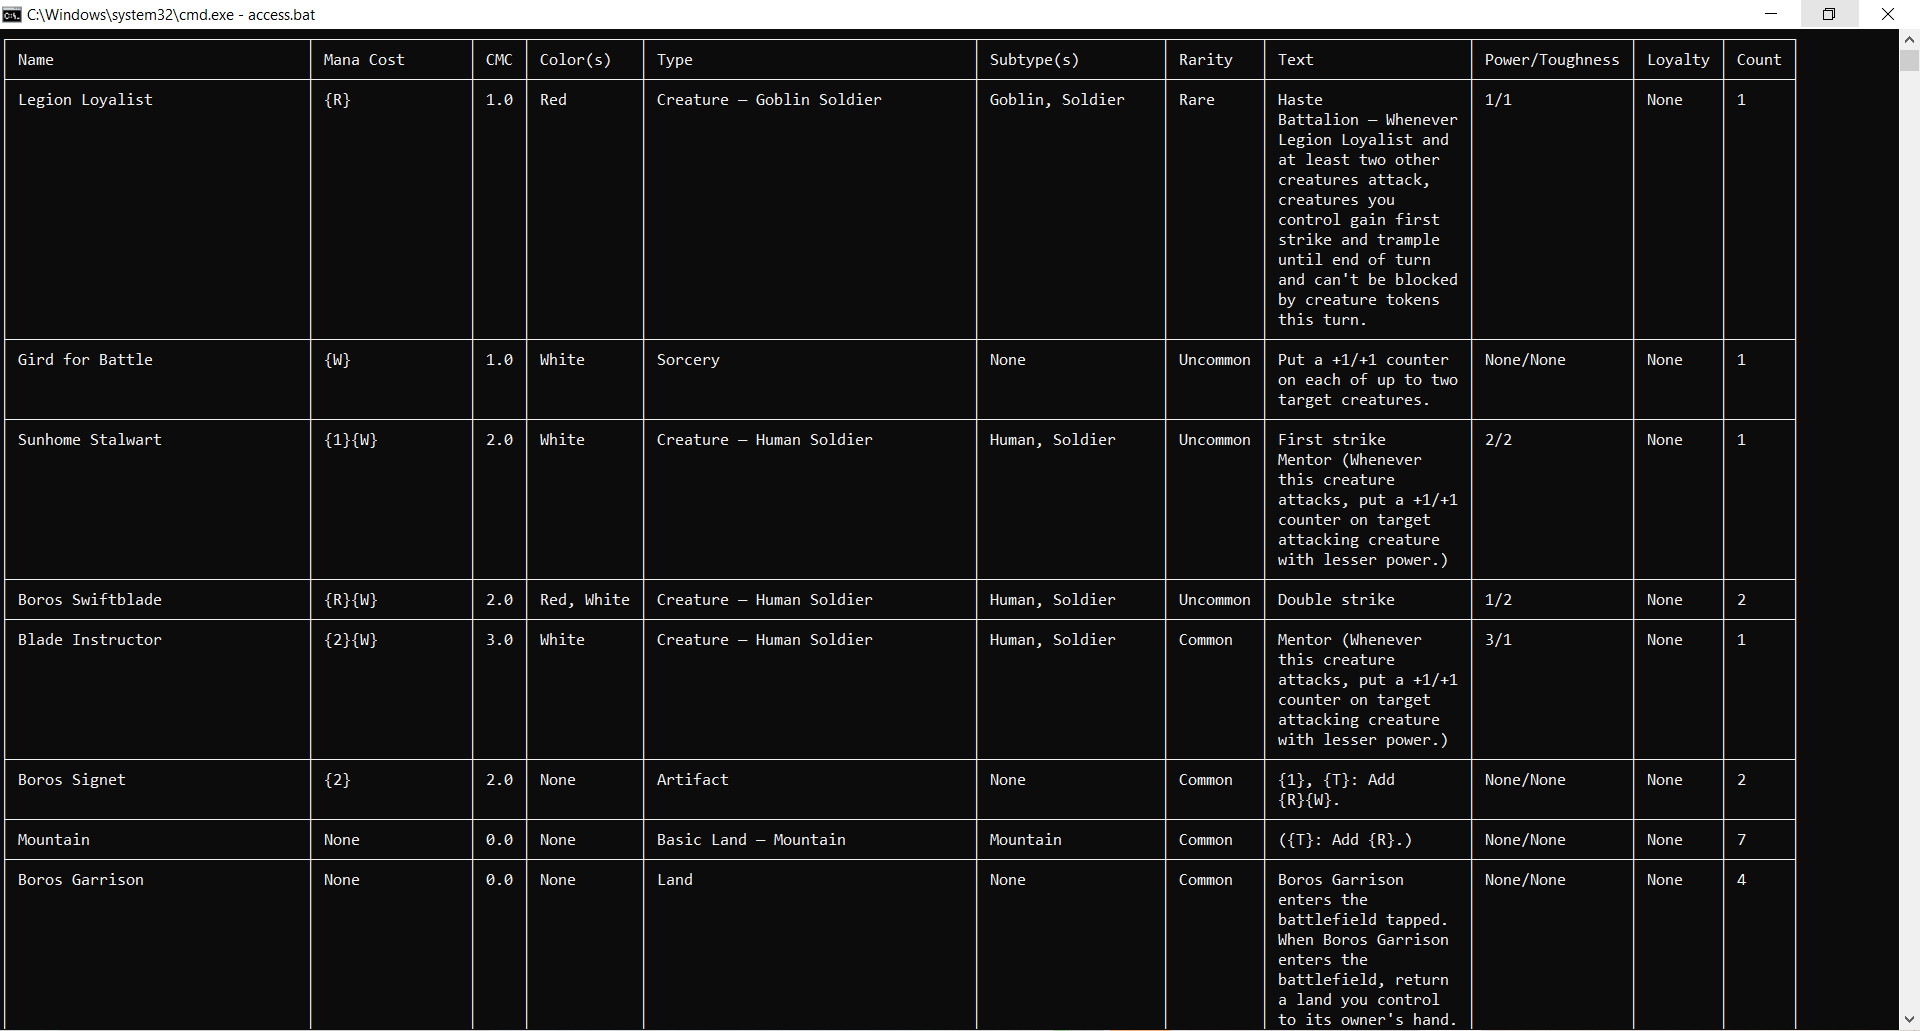 C:\Windows\system32\cmd.exe - access.bat
Name Mana Cost CMC Color(s) Type Subtype(s) Rarity Text Power/Toughness Loyalty Count
Legion Loyalist {R} 1.0 Red Creature — Goblin Soldier Goblin, Soldier Rare Haste 1/1 None 1
Battalion — Whenever
Legion Loyalist and
at least two other
creatures attack,
creatures you
control gain first
strike and trample
until end of turn
and can't be blocked
by creature tokens
this turn.
Gird for Battle {W} 1.0 White Sorcery None Uncommon Put a +1/+1 counter None/None None 1
on each of up to two
target creatures.
Sunhome Stalwart {1}{W} 2.0 White Creature — Human Soldier Human, Soldier Uncommon First strike 2/2 None 1
Mentor (Whenever
this creature
attacks, put a +1/+1
counter on target
attacking creature
with lesser power.)
Boros Swiftblade {R}{W} 2.0 Red, White Creature — Human Soldier Human, Soldier Uncommon Double strike 1/2 None 2
Blade Instructor {2}{W} 3.0 White Creature — Human Soldier Human, Soldier Common Mentor (Whenever 3/1 None 1
this creature
attacks, put a +1/+1
counter on target
attacking creature
with lesser power.)
Boros Signet {2} 2.0 None Artifact None Common {1}, {T}: Add None/None None 2
{R}{W}.
Mountain None 0.0 None Basic Land — Mountain Mountain Common ({T}: Add {R}.) None/None None 7
Boros Garrison None 0.0 None Land None Common Boros Garrison None/None None 4
enters the
battlefield tapped.
When Boros Garrison
enters the
battlefield, return
a land you control
to its owner's hand.